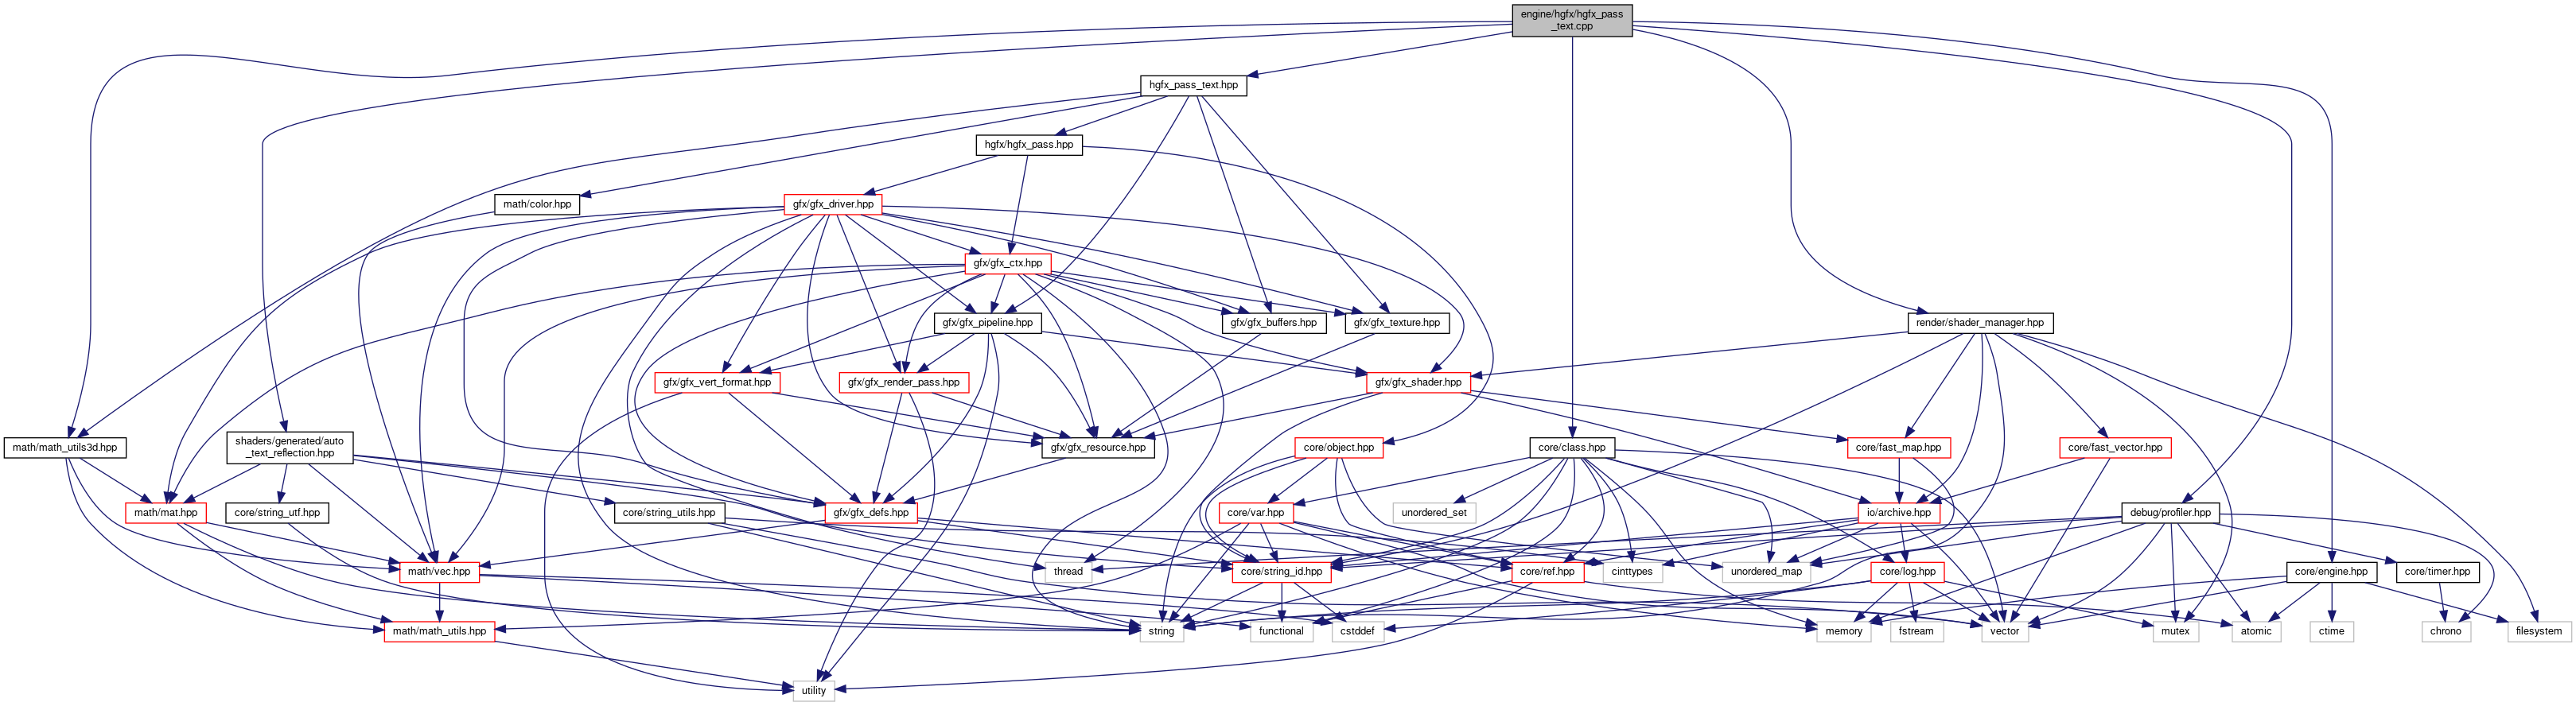 engine/hgfx/hgfx_pass
_text.cpp
hgfx_pass_text.hpp
hgfx/hgfx_pass.hpp
math/color.hpp
gfx/gfx_driver.hpp
gfx/gfx_ctx.hpp
gfx/gfx_pipeline.hpp
gfx/gfx_buffers.hpp
gfx/gfx_texture.hpp
render/shader_manager.hpp
gfx/gfx_vert_format.hpp
gfx/gfx_render_pass.hpp
gfx/gfx_shader.hpp
math/math_utils3d.hpp
shaders/generated/auto
_text_reflection.hpp
gfx/gfx_resource.hpp
core/object.hpp
core/class.hpp
core/fast_map.hpp
core/fast_vector.hpp
math/mat.hpp
core/string_utf.hpp
core/string_utils.hpp
gfx/gfx_defs.hpp
core/var.hpp
unordered_set
io/archive.hpp
debug/profiler.hpp
math/vec.hpp
thread
core/string_id.hpp
core/ref.hpp
cinttypes
unordered_map
core/log.hpp
core/engine.hpp
core/timer.hpp
math/math_utils.hpp
string
functional
cstddef
memory
fstream
vector
mutex
atomic
ctime
chrono
filesystem
utility